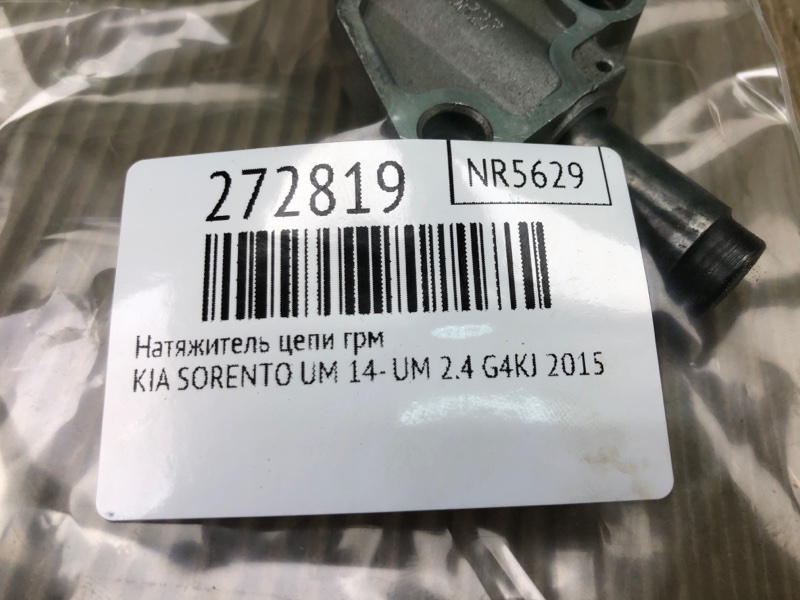 272819
NR5629
Натяжитель цепи грм
KIA SORENTO UM 14- UM 2.4 G4KJ 2015